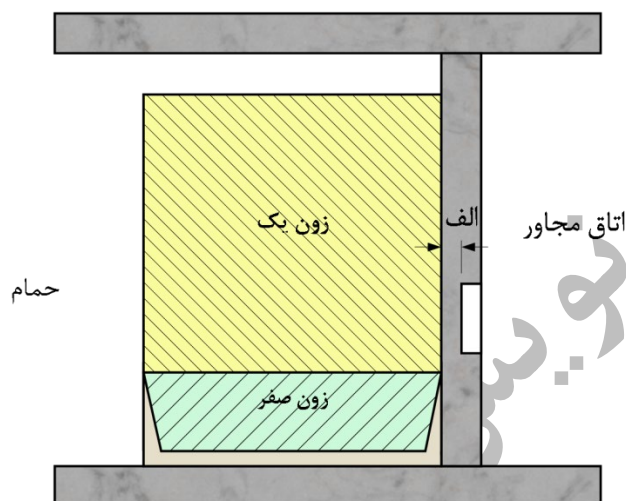 زون یک
الف
اتاق مجاور
حمام
زون صفر